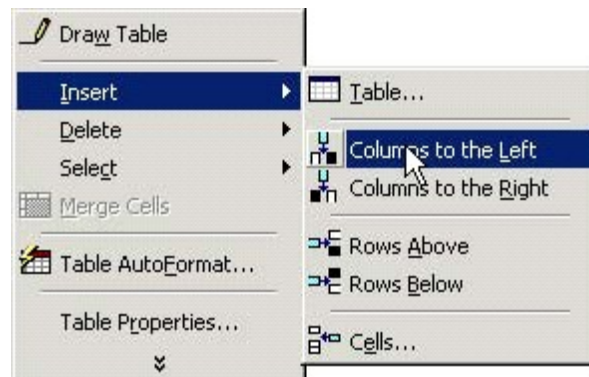 Draw Table
Insert
Delete
Select
Merge Cells
Table AutoFormat...
Table Properties...
Table...
Columns to the Left
Columns to the Right
Rows Above
Rows Below
Cells...